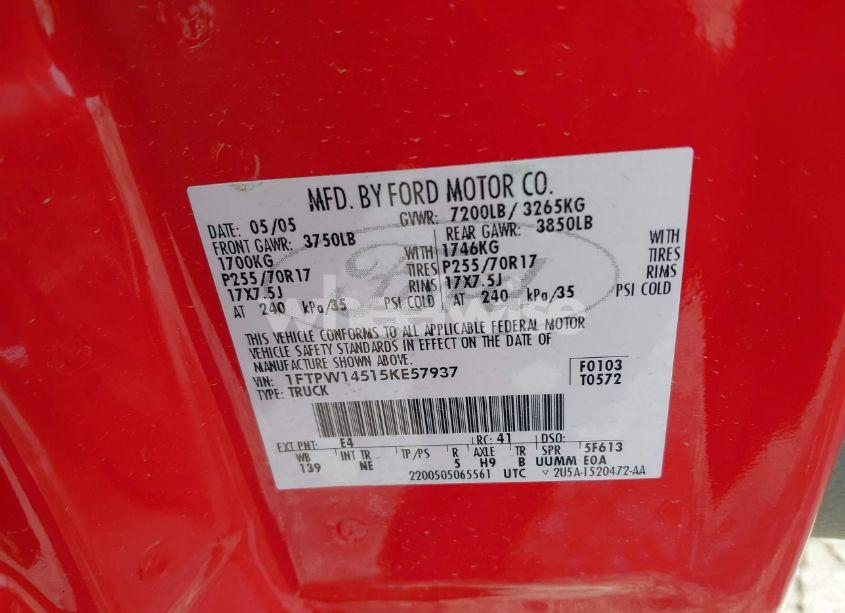 MFD. BY FORD MOTOR CO.
DATE: 05/05 GVWR: 7200LB/ 3265KG
FRONT GAWR: 3750LB REAR GAWR: 3850LB
1700KG WITH 1746KG WITH
P255/70R17 TIRES P255/70R17 TIRES
17X7.5J RIMS 17X7.5J RIMS
AT 240 kPa/35 PSI COLD AT 240 kPa/35 PSI COLD
THIS VEHICLE CONFORMS TO ALL APPLICABLE FEDERAL MOTOR
VEHICLE SAFETY STANDARDS IN EFFECT ON THE DATE OF
MANUFACTURE SHOWN ABOVE.
VIN: 1FTPW14515KE57937 F0103
TYPE: TRUCK T0572
EXT PNT: E4 RC: 41 DSO: 5F613
WB INT TR TP/PS R AXLE TR SPR
139 NE 5 H9 B UUMM EOA
2200505065561 UTC 2U5A-1520472-AA
wheelwise